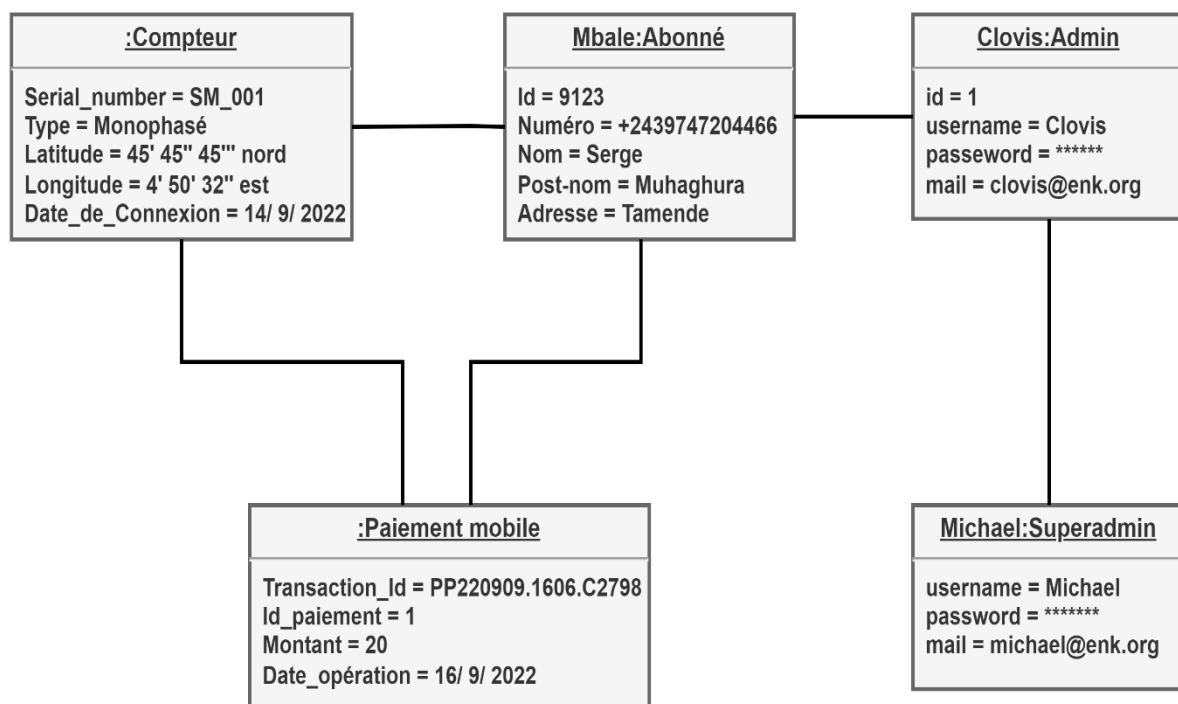 :Compteur
Serial_number = SM_001
Type = Monophasé
Latitude = 45' 45'' 45''' nord
Longitude = 4' 50' 32'' est
Date_de_Connexion = 14/ 9/ 2022
Mbale:Abonné
Id = 9123
Numéro = +2439747204466
Nom = Serge
Post-nom = Muhaghura
Adresse = Tamende
Clovis:Admin
id = 1
username = Clovis
passeword = ******
mail = clovis@enk.org
:Paiement mobile
Transaction_Id = PP220909.1606.C2798
Id_paiement = 1
Montant = 20
Date_opération = 16/ 9/ 2022
Michael:Superadmin
username = Michael
password = *******
mail = michael@enk.org